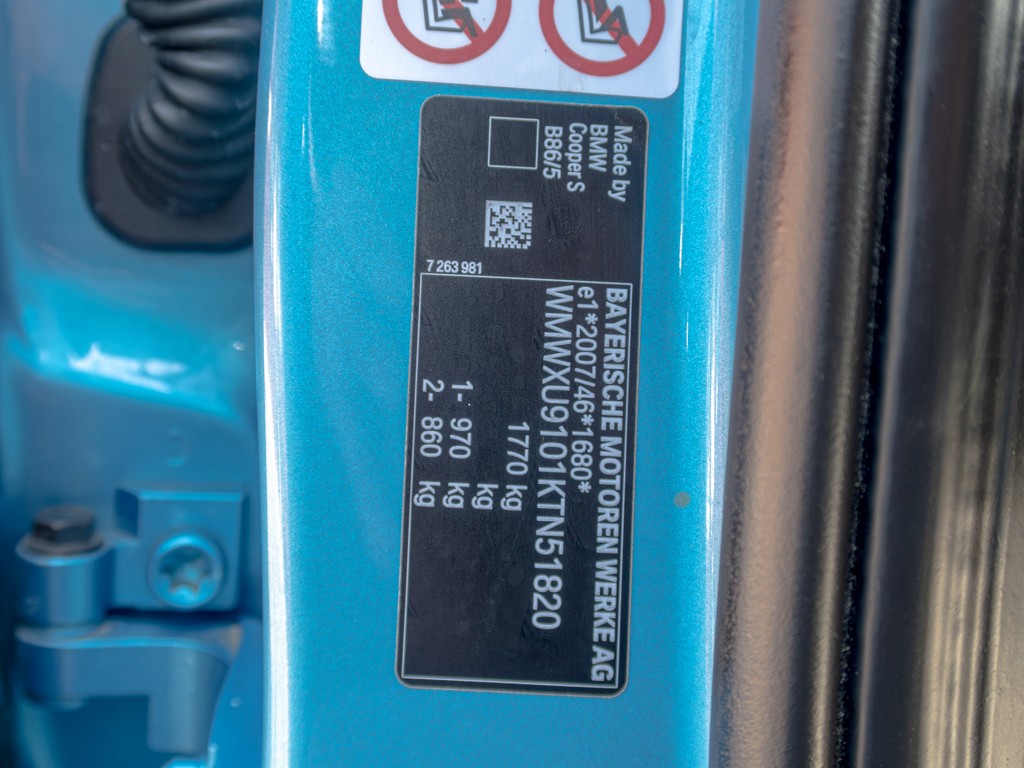 Made by
BMW
Cooper S
B86/5
7 263 981
BAYERISCHE MOTOREN WERKE AG
e1*2007/46*1680*
WMWXU9101KTN51820
1770 kg
kg
1- 970 kg
2- 860 kg